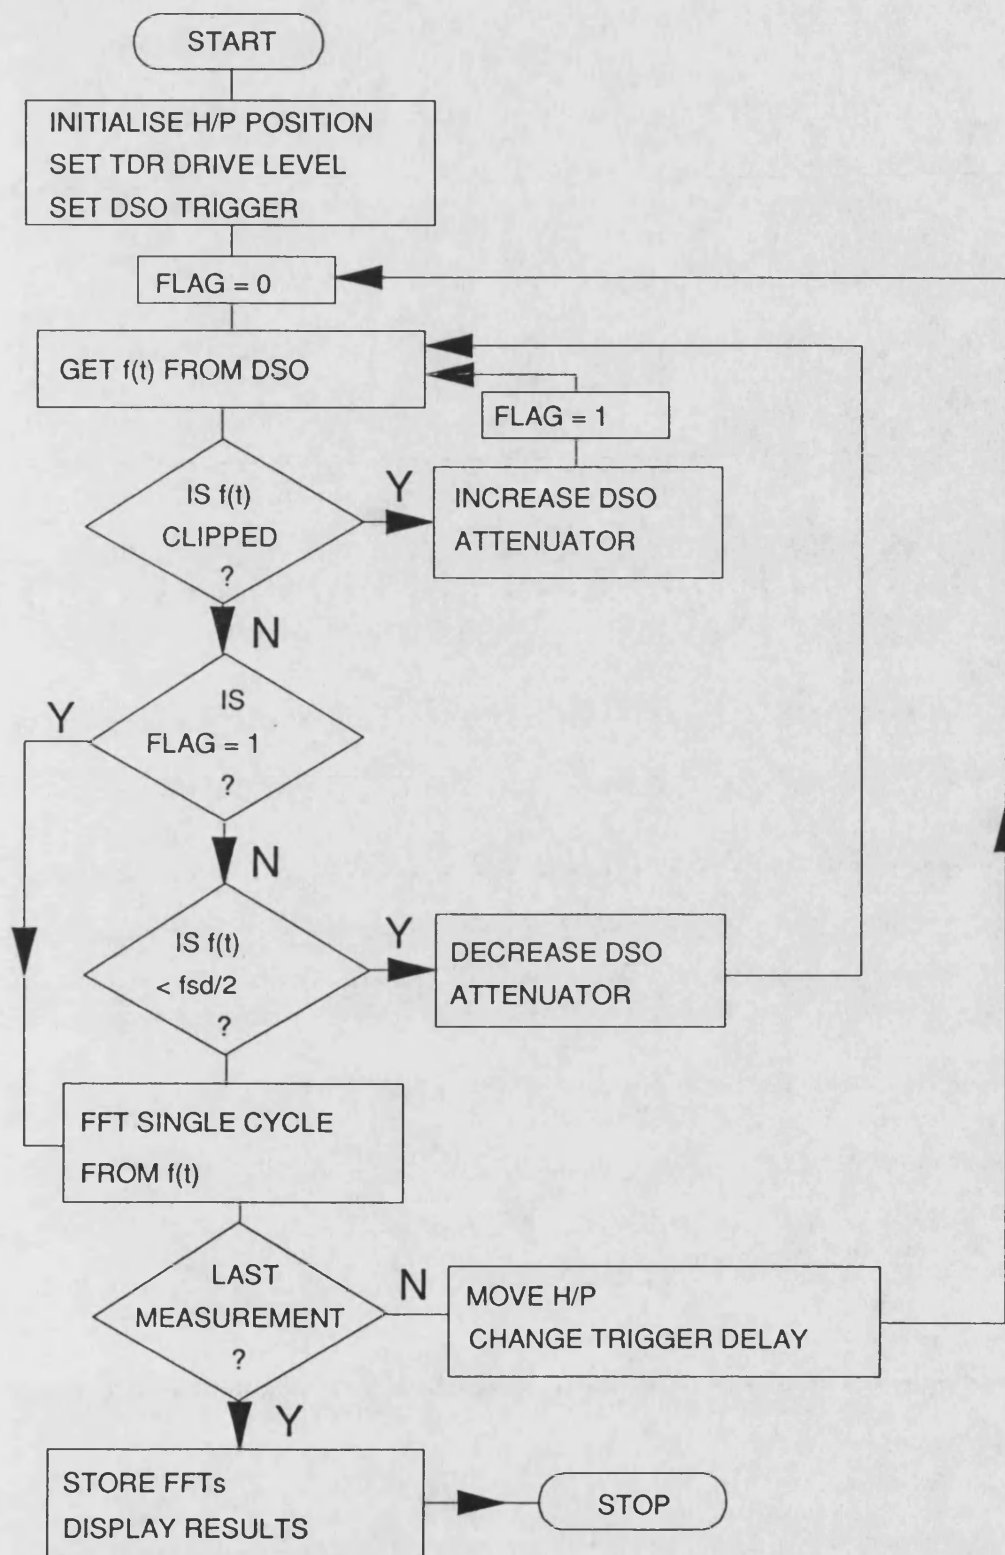 START
INITIALISE H/P POSITION
SET TDR DRIVE LEVEL
SET DSO TRIGGER
FLAG = 0
GET f(t) FROM DSO
FLAG = 1
IS f(t)
CLIPPED
?
Y
INCREASE DSO
ATTENUATOR
N
IS
FLAG = 1
?
Y
N
IS f(t)
< fsd/2
?
Y
DECREASE DSO
ATTENUATOR
FFT SINGLE CYCLE
FROM f(t)
LAST
MEASUREMENT
?
N
MOVE H/P
CHANGE TRIGGER DELAY
Y
STORE FFTs
DISPLAY RESULTS
STOP